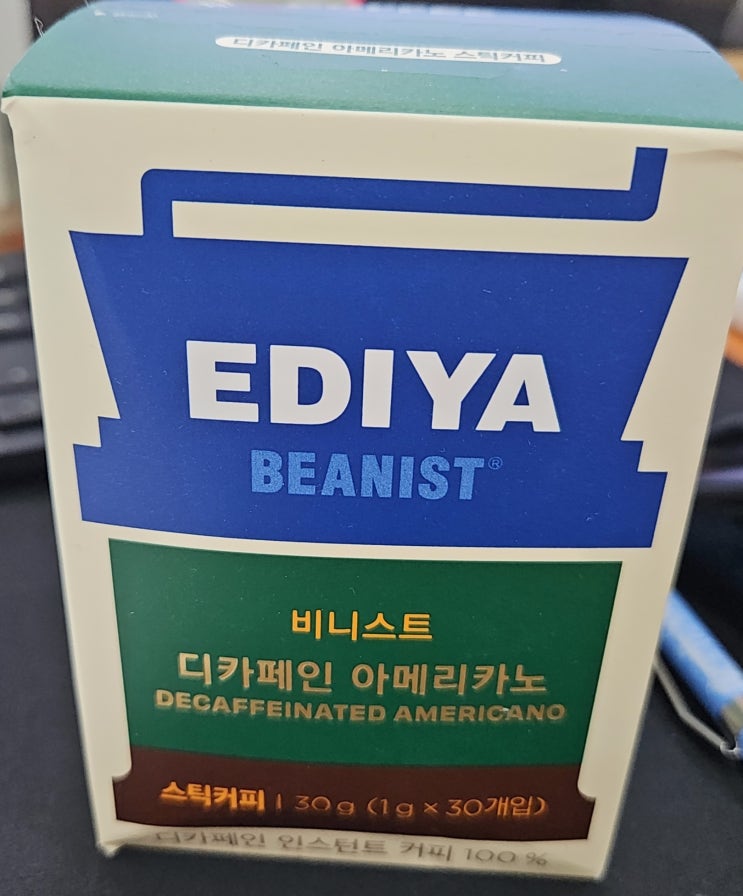 디카페인 아메리카노 스틱커피
EDIYA
BEANIST®
비니스트
디카페인 아메리카노
DECAFFEINATED AMERICANO
스틱커피 | 30g (1g × 30개입)
디카페인 인스턴트 커피 100 %